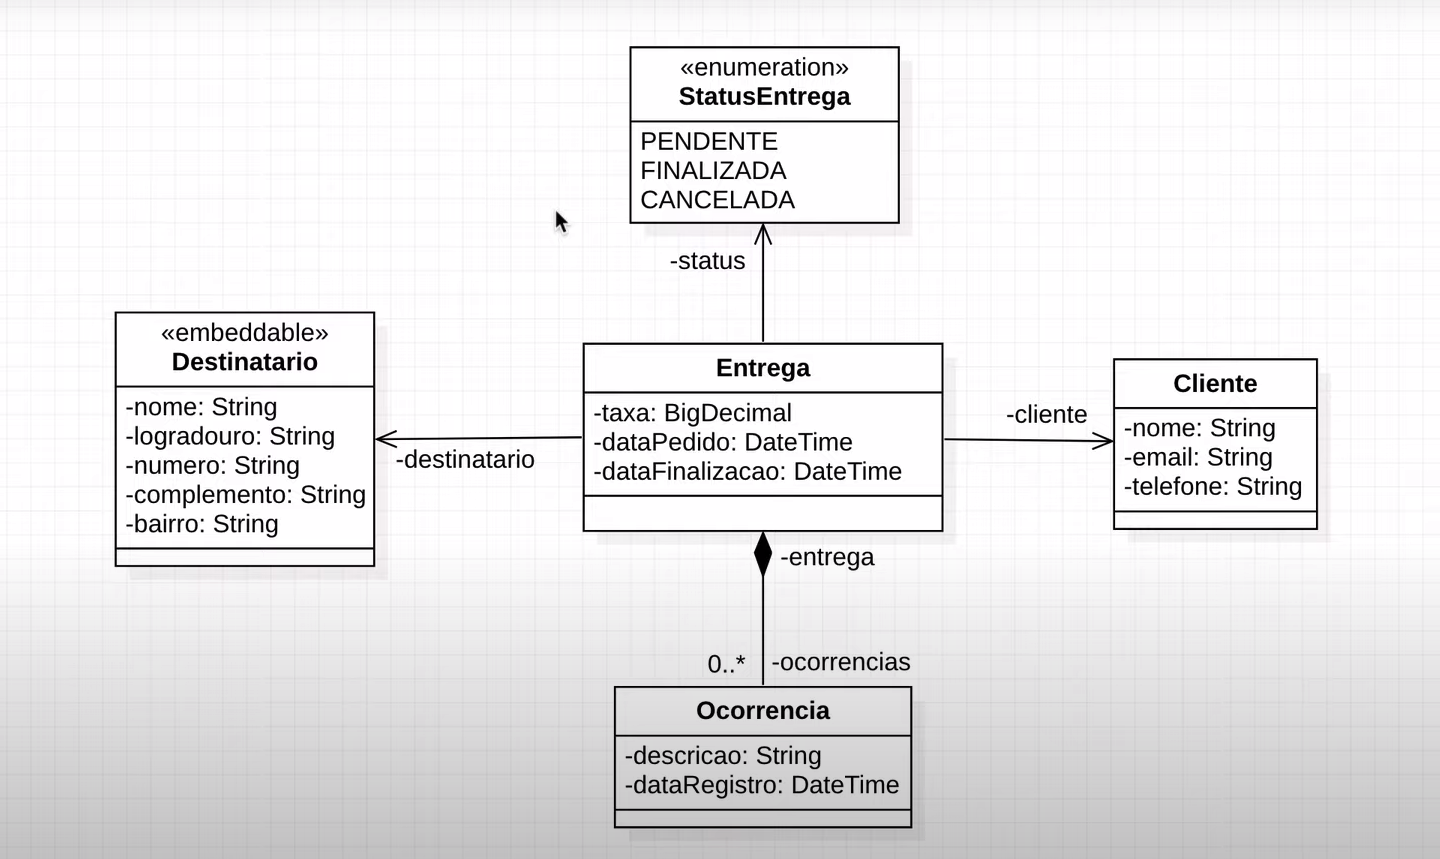 «enumeration»
StatusEntrega
PENDENTE
FINALIZADA
CANCELADA
-status
«embeddable»
Destinatario
-nome: String
-logradouro: String
-numero: String
-complemento: String
-bairro: String
-destinatario
Entrega
-taxa: BigDecimal
-dataPedido: DateTime
-dataFinalizacao: DateTime
-cliente
Cliente
-nome: String
-email: String
-telefone: String
-entrega
0..*
-ocorrencias
Ocorrencia
-descricao: String
-dataRegistro: DateTime